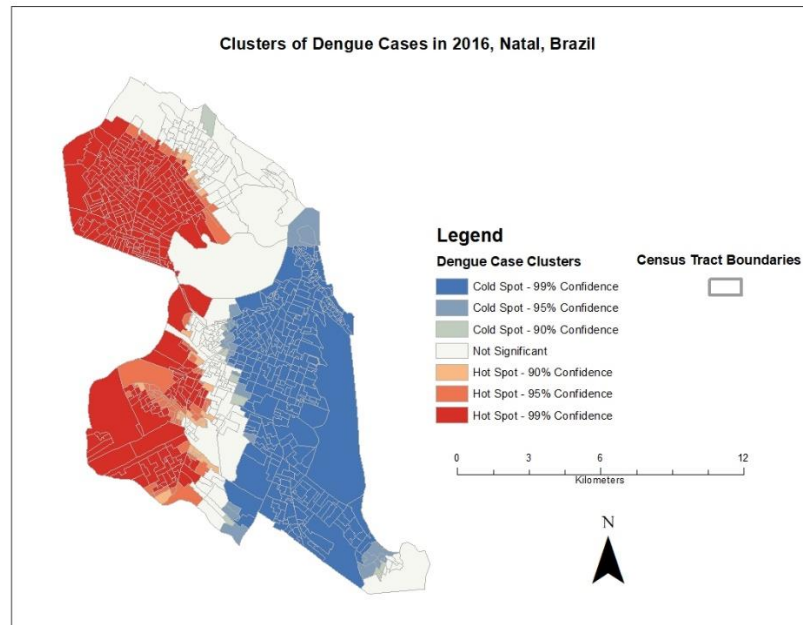 Clusters of Dengue Cases in 2016, Natal, Brazil
Legend
Dengue Case Clusters
Cold Spot - 99% Confidence
Cold Spot - 95% Confidence
Cold Spot - 90% Confidence
Not Significant
Hot Spot - 90% Confidence
Hot Spot - 95% Confidence
Hot Spot - 99% Confidence
Census Tract Boundaries
0 3 6 12
Kilometers
N